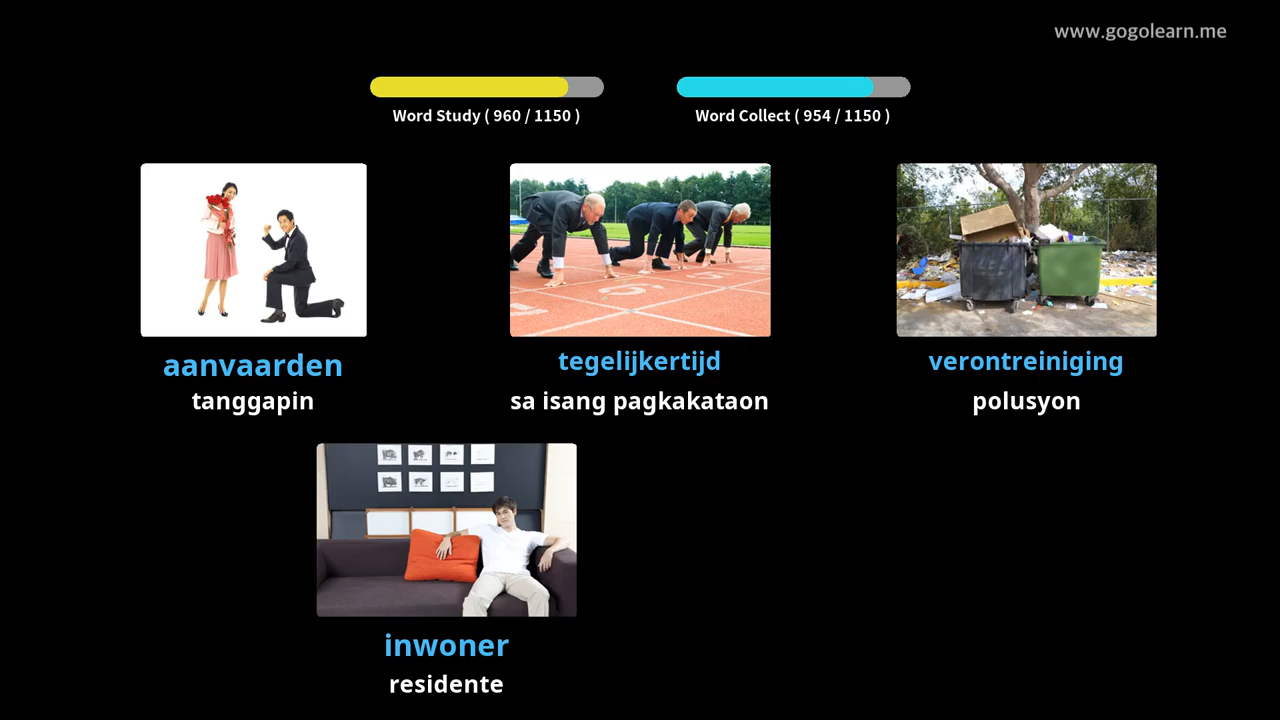 www.gogolearn.me
Word Study ( 960 / 1150 )
Word Collect ( 954 / 1150 )
aanvaarden
tanggapin
tegelijkertijd
sa isang pagkakataon
verontreiniging
polusyon
inwoner
residente